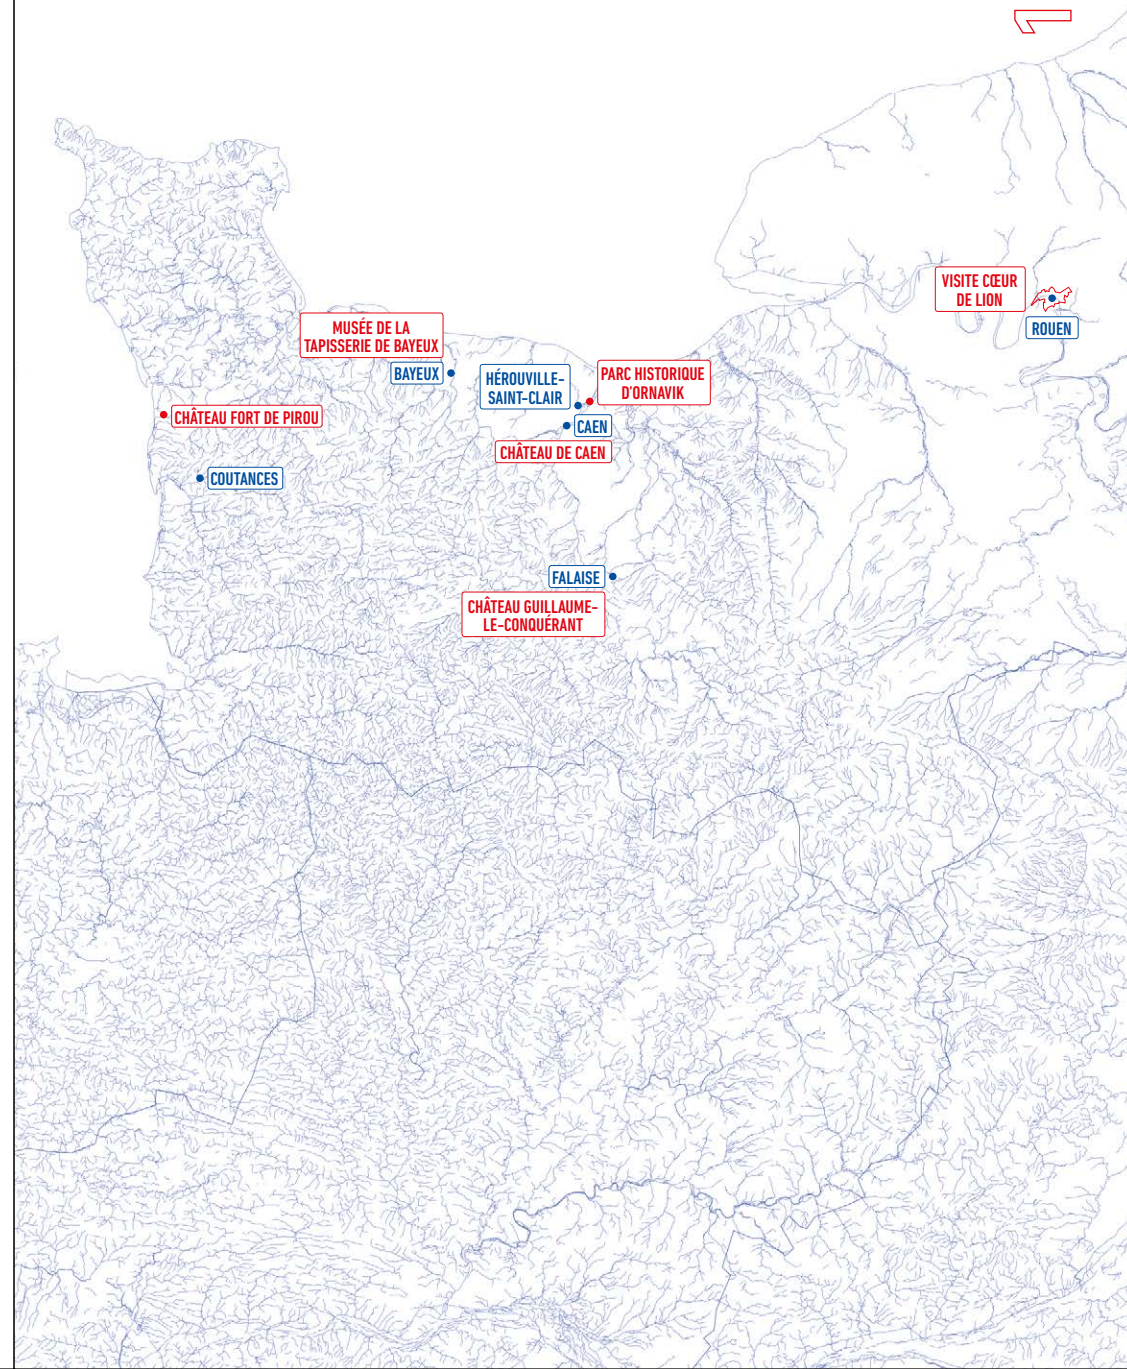 VISITE CŒUR
DE LION
ROUEN
MUSÉE DE LA
TAPISSERIE DE BAYEUX
BAYEUX
HÉROUVILLE-
SAINT-CLAIR
PARC HISTORIQUE
D'ORNAVIK
CHÂTEAU FORT DE PIROU
CAEN
CHÂTEAU DE CAEN
COUTANCES
FALAISE
CHÂTEAU GUILLAUME-
LE-CONQUÉRANT